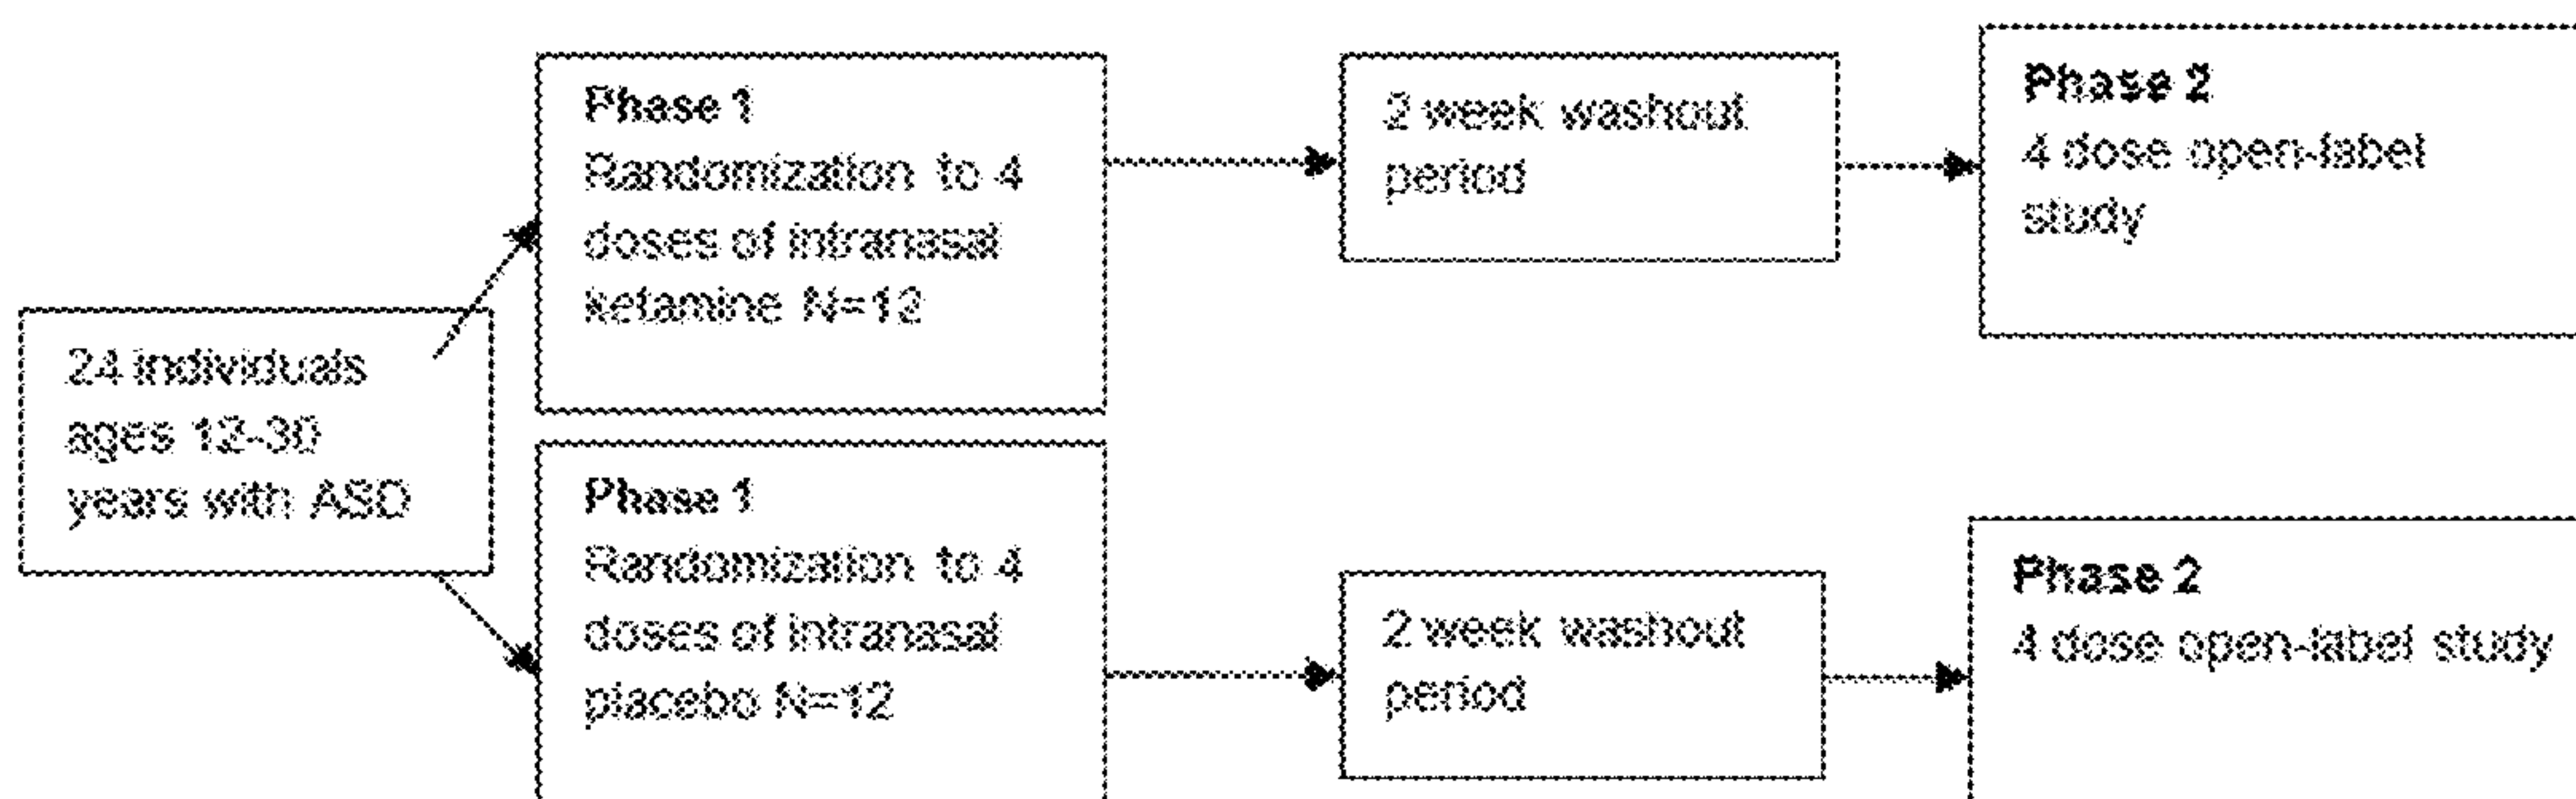 24 individuals
ages 12-30
years with ASD
Phase 1
Randomization to 4
doses of intranasal
ketamine N=12
2 week washout
period
Phase 2
4 dose open-label
study
Phase 1
Randomization to 4
doses of intranasal
placebo N=12
2 week washout
period
Phase 2
4 dose open-label study